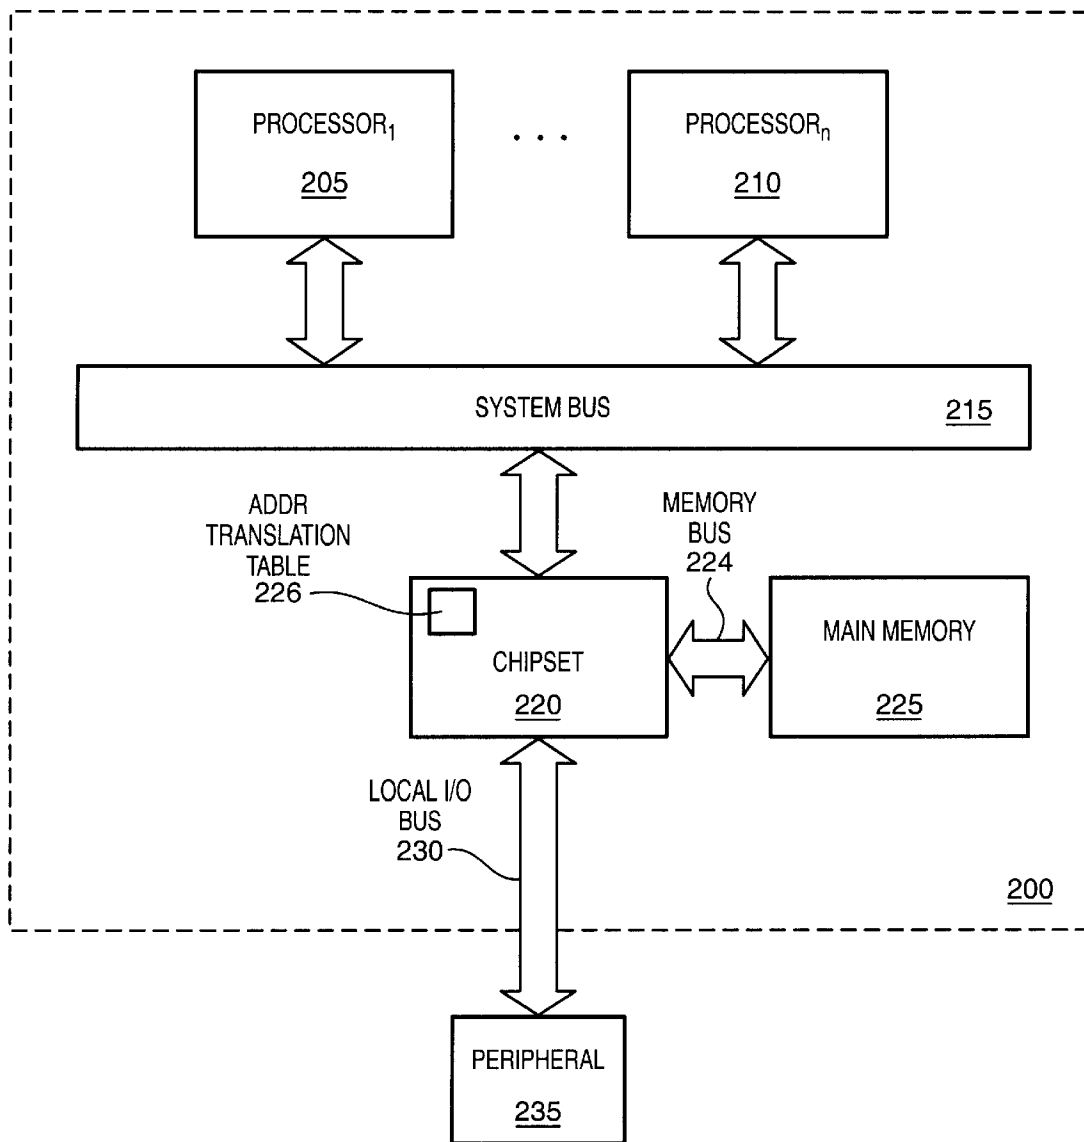 PROCESSOR₁
205
. . .
PROCESSORₙ
210
SYSTEM BUS
215
ADDR
TRANSLATION
TABLE
226
MEMORY
BUS
224
CHIPSET
220
MAIN MEMORY
225
LOCAL I/O
BUS
230
200
PERIPHERAL
235